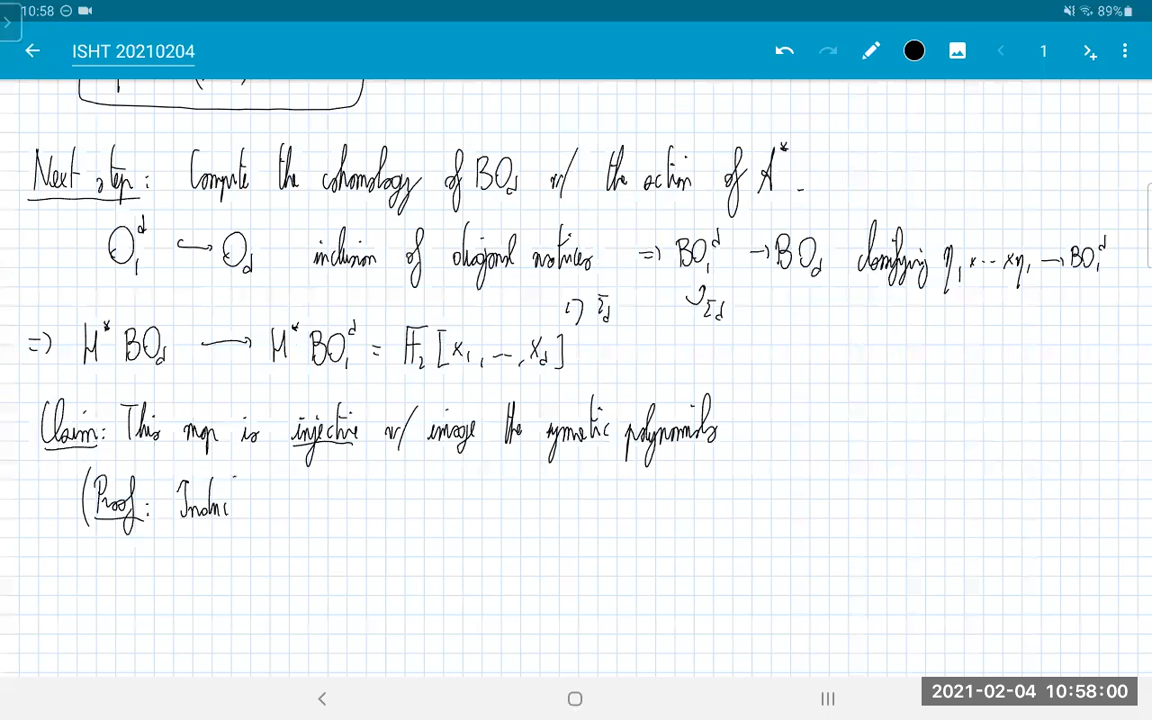 10:58
89%
ISHT 20210204
1
Next step: Compute the cohomology of BO_d w/ the action of A^*.
O_1^d ↪ O_d inclusion of diagonal matrices => BO_1^d → BO_d classifying η_1 × ... × η_1 → BO_1^d
↻ Σ_d ↻ Σ_d
=> H^* BO_d → H^* BO_1^d = F_2 [x_1, ..., x_d]
Claim: This map is injective w/ image the symetric polynomials
(Proof: Induci
2021-02-04 10:58:00